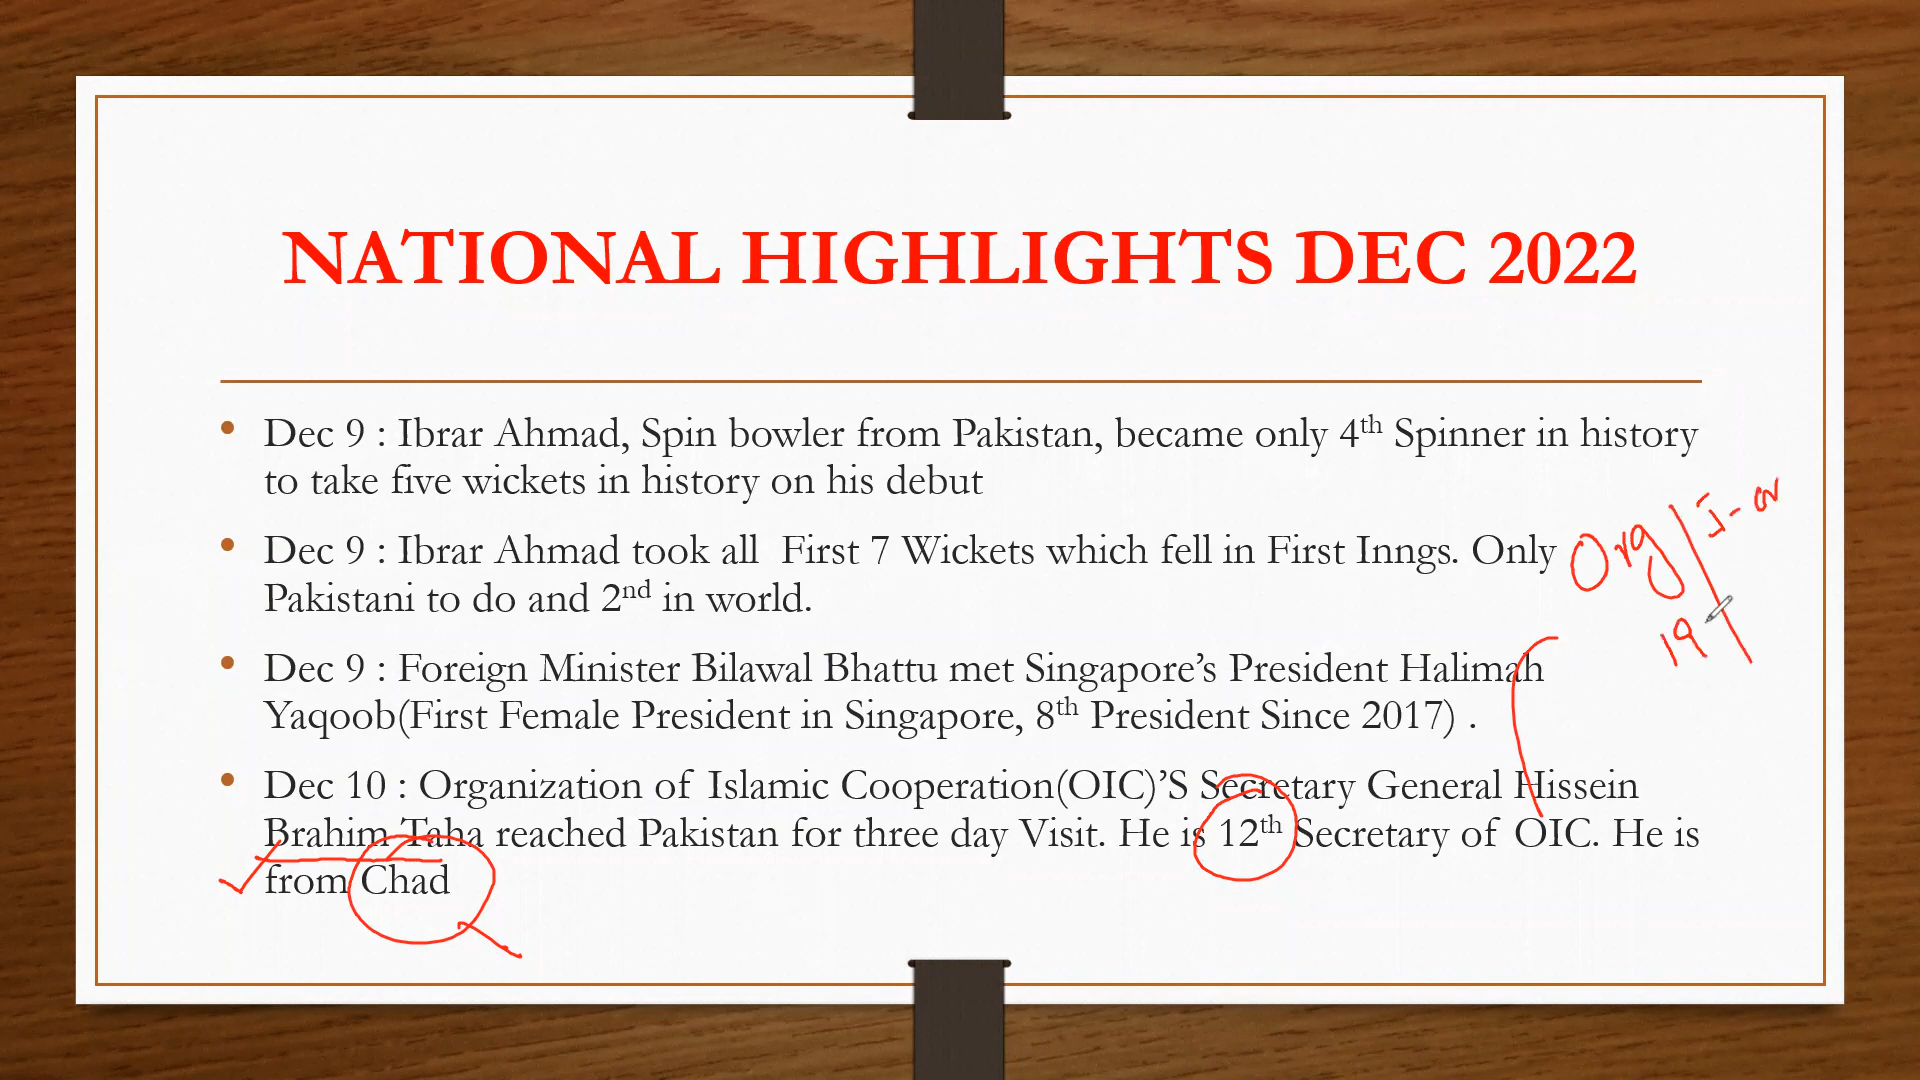 NATIONAL HIGHLIGHTS DEC 2022
• Dec 9 : Ibrar Ahmad, Spin bowler from Pakistan, became only 4th Spinner in history
to take five wickets in history on his debut
• Dec 9 : Ibrar Ahmad took all First 7 Wickets which fell in First Inngs. Only
Pakistani to do and 2nd in world.
• Dec 9 : Foreign Minister Bilawal Bhattu met Singapore’s President Halimah
Yaqoob(First Female President in Singapore, 8th President Since 2017) .
• Dec 10 : Organization of Islamic Cooperation(OIC)’S Secretary General Hissein
Brahim Taha reached Pakistan for three day Visit. He is 12th Secretary of OIC. He is
from Chad
Org
19